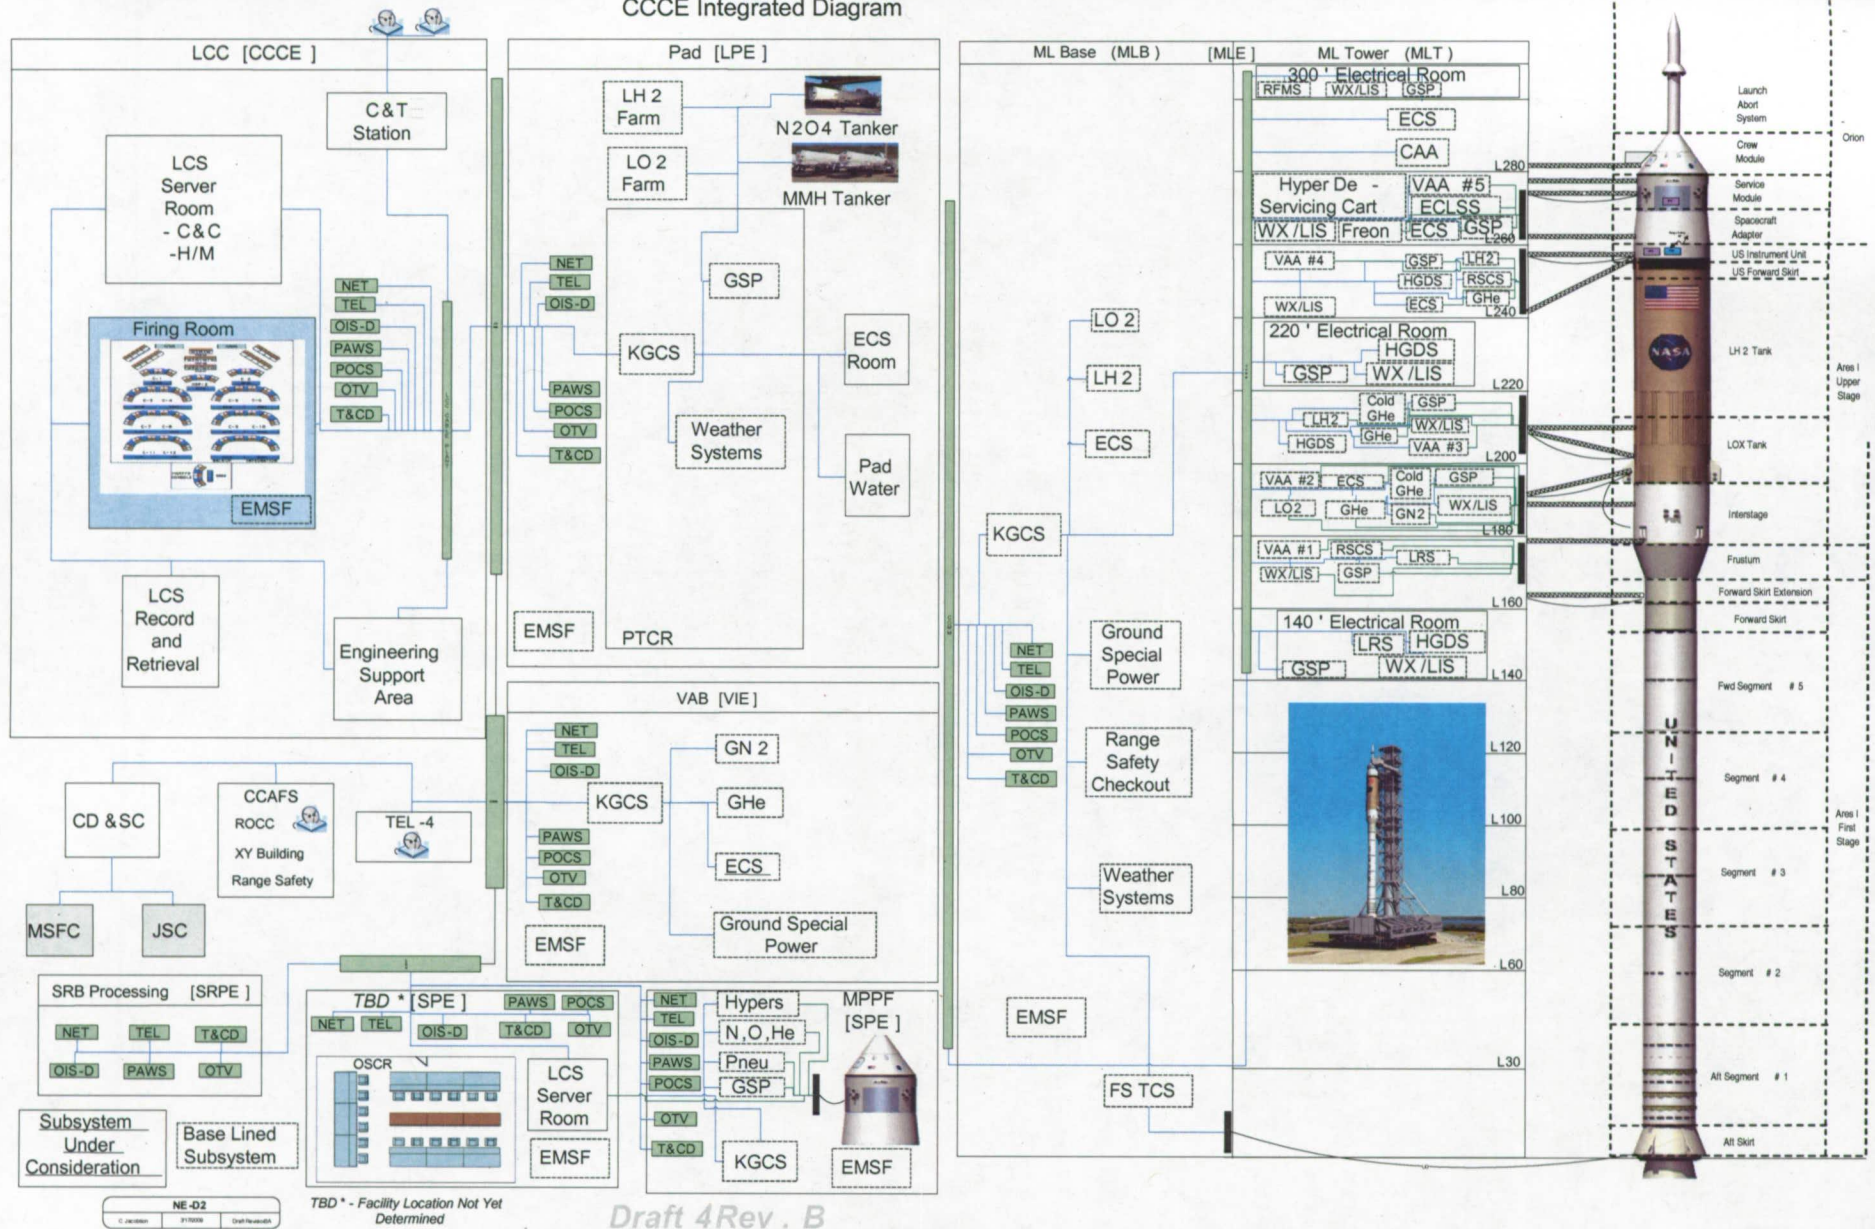 CCCE Integrated Diagram
LCC [CCCE ]
C&T
Station
LCS
Server
Room
- C&C
-H/M
NET
TEL
OIS-D
PAWS
POCS
OTV
T&CD
Firing Room
EMSF
LCS
Record
and
Retrieval
Engineering
Support
Area
Pad [LPE ]
LH 2
Farm
N2O4 Tanker
LO 2
Farm
MMH Tanker
NET
TEL
OIS-D
GSP
KGCS
ECS
Room
PAWS
POCS
OTV
T&CD
Weather
Systems
Pad
Water
EMSF
PTCR
VAB [VIE ]
NET
TEL
OIS-D
GN 2
KGCS
GHe
PAWS
POCS
OTV
T&CD
ECS
EMSF
Ground Special
Power
CD &SC
MSFC
JSC
CCAFS
ROCC
XY Building
Range Safety
TEL -4
SRB Processing [SRPE ]
NET
TEL
T&CD
OIS-D
PAWS
OTV
Subsystem
Under
Consideration
Base Lined
Subsystem
NE-D2
TBD * [SPE ]
PAWS
POCS
NET
TEL
OIS-D
T&CD
OTV
OSCR
LCS
Server
Room
EMSF
TBD * - Facility Location Not Yet
Determined
NET
TEL
OIS-D
PAWS
POCS
OTV
T&CD
Hypers
N,O,He
Pneu
GSP
KGCS
MPPF
[SPE ]
EMSF
Draft 4Rev . B
ML Base (MLB )
[MLE ]
ML Tower (MLT )
LO 2
LH 2
ECS
KGCS
NET
TEL
OIS-D
PAWS
POCS
OTV
T&CD
Ground
Special
Power
Range
Safety
Checkout
Weather
Systems
EMSF
FS TCS
300 ' Electrical Room
RFMS
WX/LIS
GSP
ECS
CAA
L280
Hyper De -
Servicing Cart
VAA #5
ECLSS
WX /LIS
Freon
ECS
GSP
L260
VAA #4
GSP
LH2
HGDS
RSCS
WX/LIS
ECS
GHe
L240
220 ' Electrical Room
HGDS
GSP
WX /LIS
L220
Cold
GHe
GSP
LH2
WX/LIS
HGDS
GHe
VAA #3
L200
VAA #2
ECS
Cold
GHe
GSP
LO2
GHe
GN2
WX/LIS
L180
VAA #1
RSCS
LRS
WX/LIS
GSP
L160
140 ' Electrical Room
LRS
HGDS
GSP
WX /LIS
L140
L120
L100
L80
L60
L30
NASA
UNITED STATES
Launch
Abort
System
Crew
Module
Service
Module
Spacecraft
Adapter
US Instrument Unit
US Forward Skirt
LH 2 Tank
LOX Tank
Interstage
Frustum
Forward Skirt Extension
Forward Skirt
Fwd Segment # 5
Segment # 4
Segment # 3
Segment # 2
Aft Segment # 1
Aft Skirt
Orion
Ares I
Upper
Stage
Ares I
First
Stage